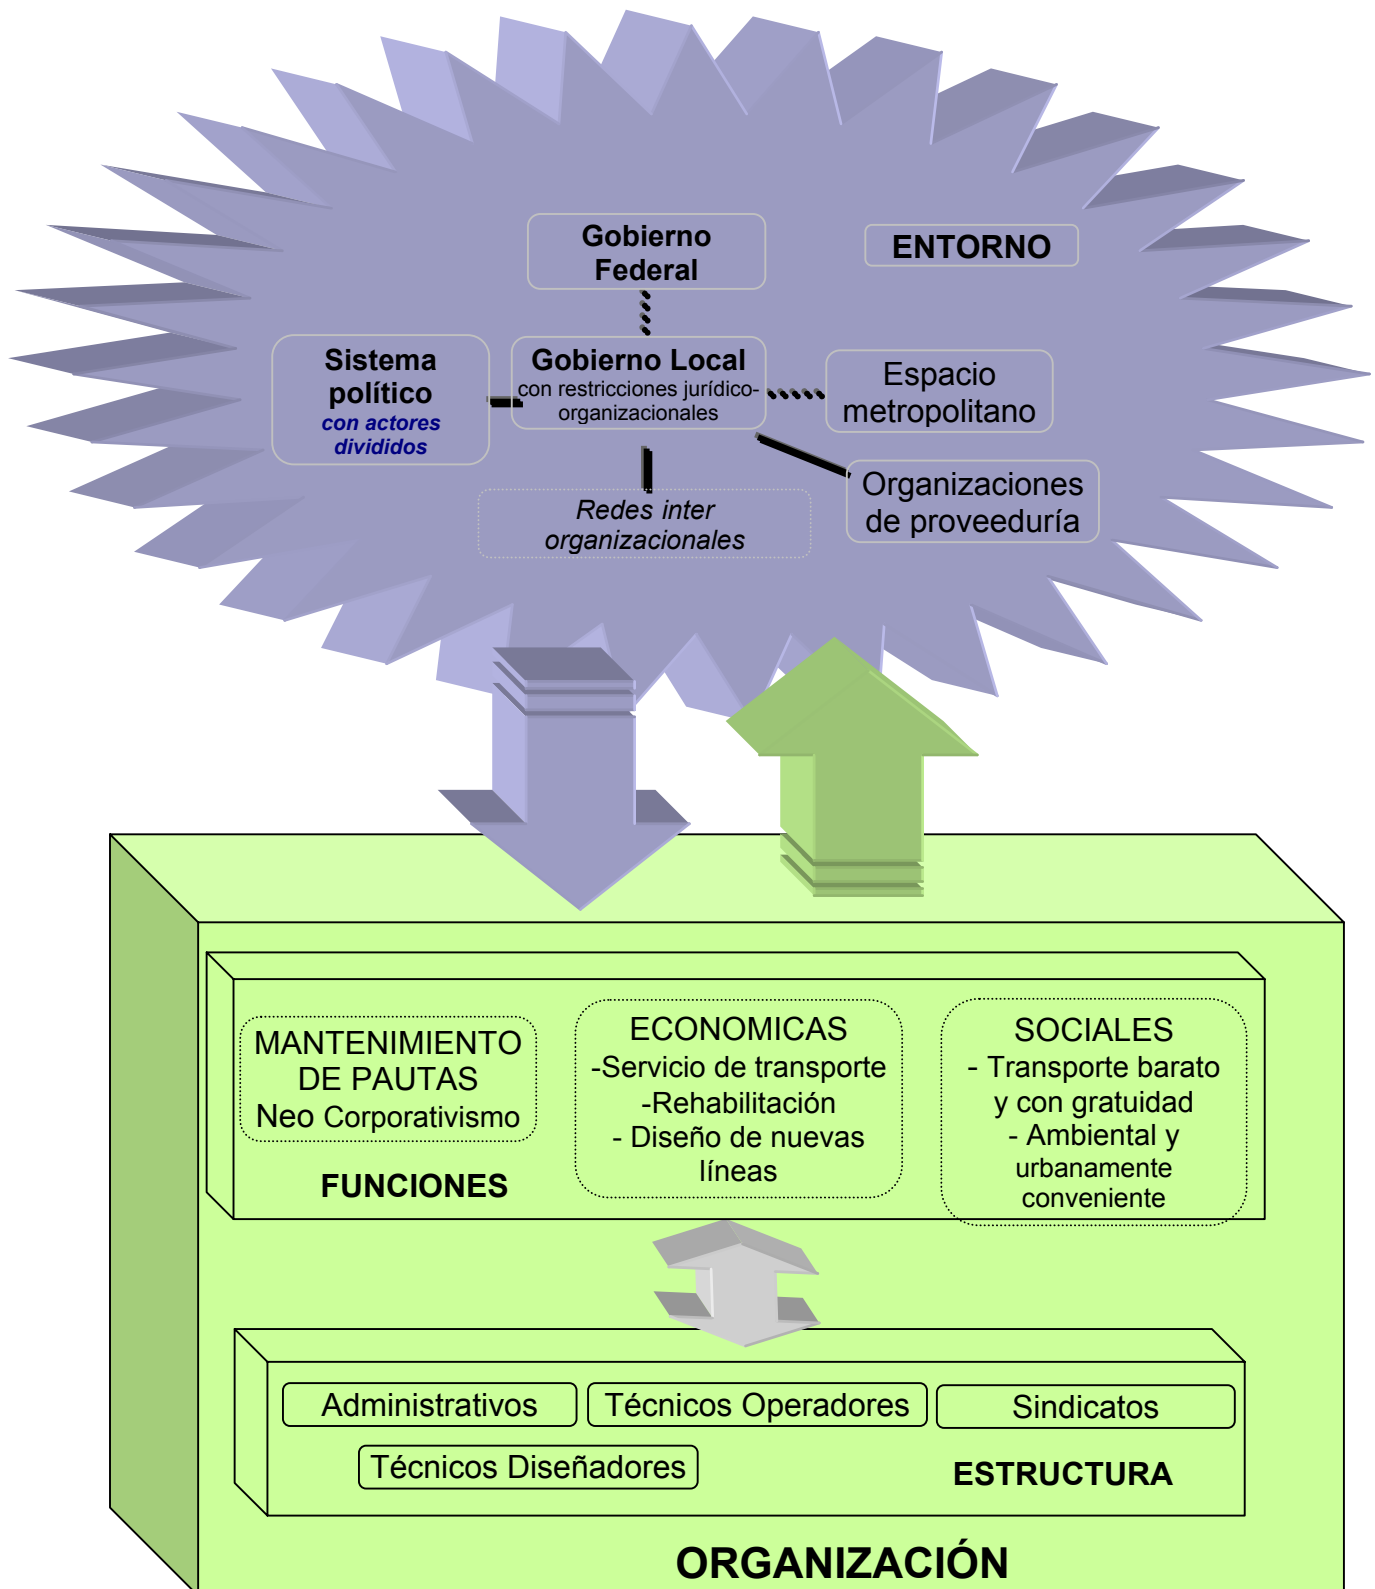 Gobierno
Federal
ENTORNO
Sistema
político
con actores
divididos
Gobierno Local
con restricciones jurídico-
organizacionales
Espacio
metropolitano
Organizaciones
de proveeduría
Redes inter
organizacionales
MANTENIMIENTO
DE PAUTAS
Neo Corporativismo
FUNCIONES
ECONOMICAS
-Servicio de transporte
-Rehabilitación
- Diseño de nuevas
líneas
SOCIALES
- Transporte barato
y con gratuidad
- Ambiental y
urbanamente
conveniente
Administrativos
Técnicos Operadores
Sindicatos
Técnicos Diseñadores
ESTRUCTURA
ORGANIZACIÓN